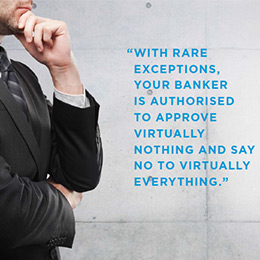 “WITH RARE
EXCEPTIONS,
YOUR BANKER
IS AUTHORISED
TO APPROVE
VIRTUALLY
NOTHING AND SAY
NO TO VIRTUALLY
EVERYTHING.”